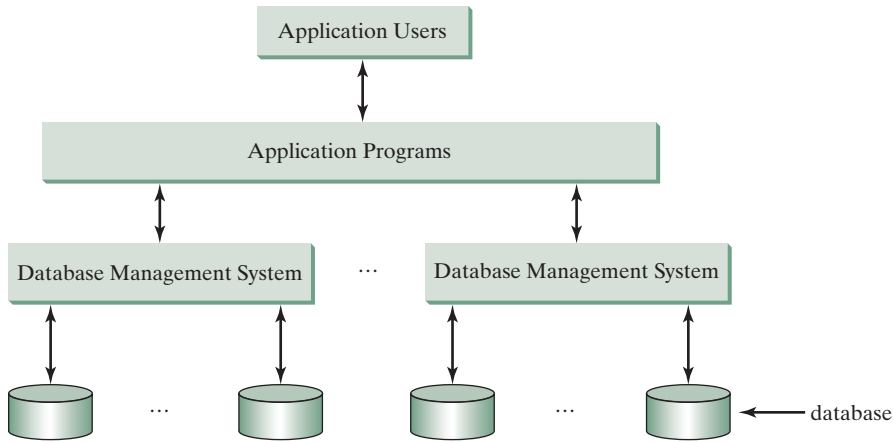 Application Users
Application Programs
Database Management System
...
Database Management System
...
...
database